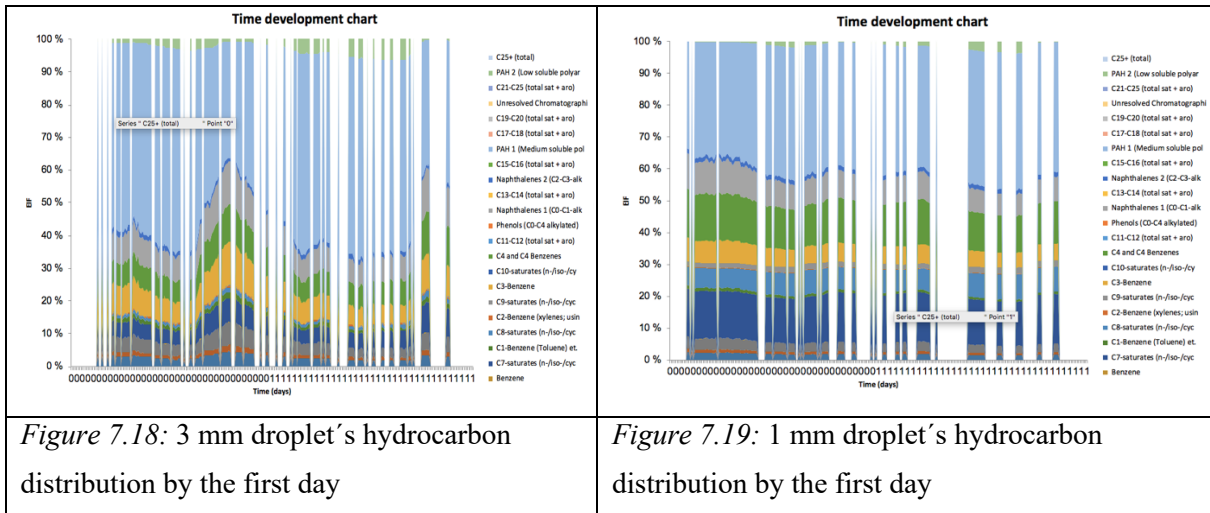 Time development chart
100 %
90 %
80 %
70 %
60 %
50 %
40 %
30 %
20 %
10 %
0 %
EIF
Series " C25+ (total) " Point "0"
Time (days)
C25+ (total)
PAH 2 (Low soluble polyar
C21-C25 (total sat + aro)
Unresolved Chromatographi
C19-C20 (total sat + aro)
C17-C18 (total sat + aro)
PAH 1 (Medium soluble pol
C15-C16 (total sat + aro)
Naphthalenes 2 (C2-C3-alk
C13-C14 (total sat + aro)
Naphthalenes 1 (C0-C1-alk
Phenols (C0-C4 alkylated)
C11-C12 (total sat + aro)
C4 and C4 Benzenes
C10-saturates (n-/iso-/cy
C3-Benzene
C9-saturates (n-/iso-/cyc
C2-Benzene (xylenes; usin
C8-saturates (n-/iso-/cyc
C1-Benzene (Toluene) et.
C7-saturates (n-/iso-/cyc
Benzene
Figure 7.18: 3 mm droplet´s hydrocarbon
distribution by the first day
Time development chart
100 %
90 %
80 %
70 %
60 %
50 %
40 %
30 %
20 %
10 %
0 %
EIF
Series " C25+ (total) " Point "1"
Time (days)
C25+ (total)
PAH 2 (Low soluble polyar
C21-C25 (total sat + aro)
Unresolved Chromatographi
C19-C20 (total sat + aro)
C17-C18 (total sat + aro)
PAH 1 (Medium soluble pol
C15-C16 (total sat + aro)
Naphthalenes 2 (C2-C3-alk
C13-C14 (total sat + aro)
Naphthalenes 1 (C0-C1-alk
Phenols (C0-C4 alkylated)
C11-C12 (total sat + aro)
C4 and C4 Benzenes
C10-saturates (n-/iso-/cy
C3-Benzene
C9-saturates (n-/iso-/cyc
C2-Benzene (xylenes; usin
C8-saturates (n-/iso-/cyc
C1-Benzene (Toluene) et.
C7-saturates (n-/iso-/cyc
Benzene
Figure 7.19: 1 mm droplet´s hydrocarbon
distribution by the first day